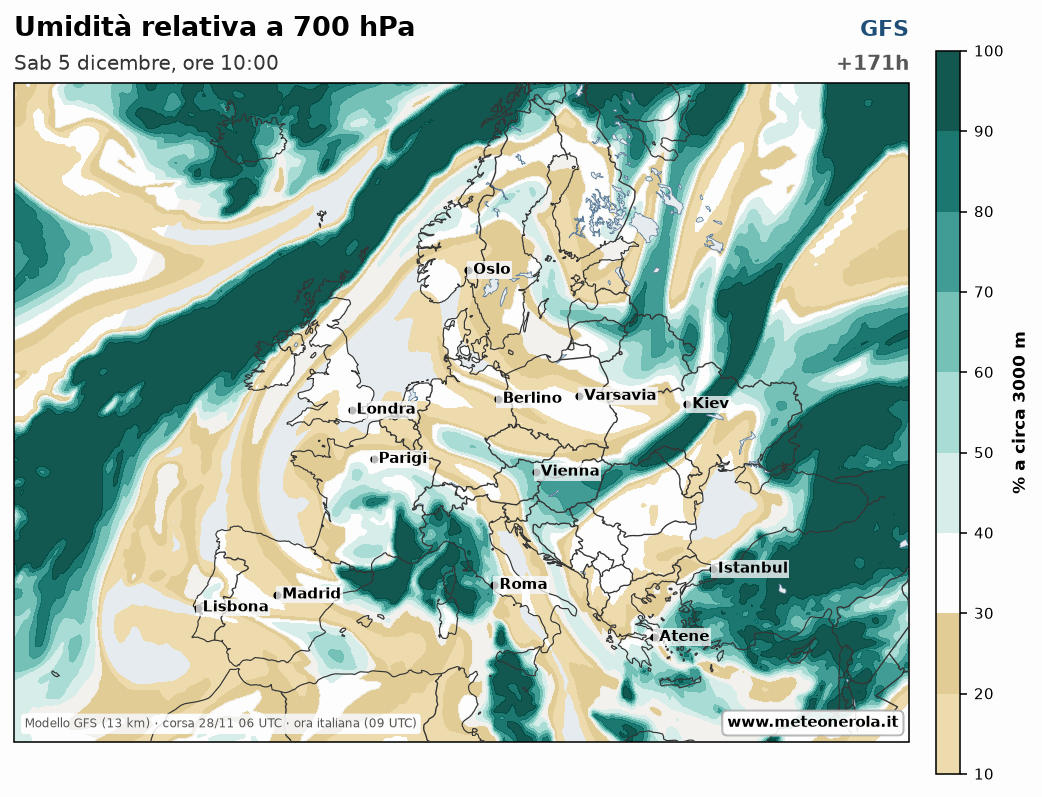 Umidità relativa a 700 hPa
GFS
Sab 5 dicembre, ore 10:00
+171h
Oslo
Londra
Berlino
Varsavia
Kiev
Parigi
Vienna
Istanbul
Madrid
Roma
Lisbona
Atene
Modello GFS (13 km) · corsa 28/11 06 UTC · ora italiana (09 UTC)
www.meteonerola.it
100
90
80
70
60
50
40
30
20
10
% a circa 3000 m